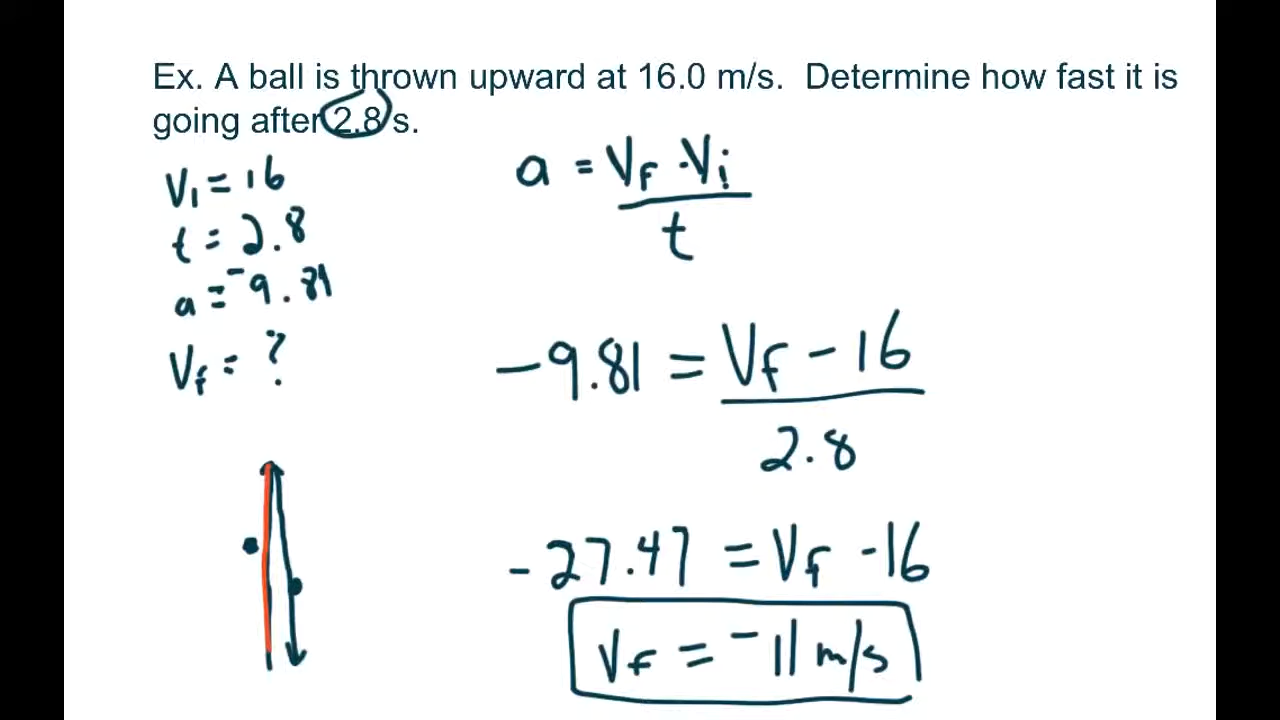 Ex. A ball is thrown upward at 16.0 m/s.  Determine how fast it is
going after 2.8 s.
Vi = 16
t = 2.8
a = -9.81
Vf = ?
a = Vf - Vi
t
-9.81 = Vf - 16
2.8
-27.47 = Vf - 16
Vf = -11 m/s